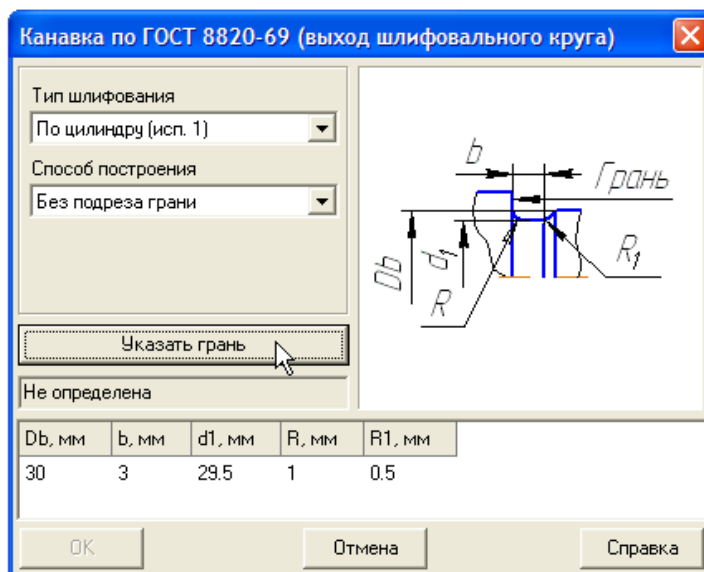 Канавка по ГОСТ 8820-69 (выход шлифовального круга)
Тип шлифования
По цилиндру (исп. 1)
Способ построения
Без подреза грани
b
Грань
Db
d1
R
R1
Указать грань
Не определена
Db, мм b, мм d1, мм R, мм R1, мм
30 3 29.5 1 0.5
OK Отмена Справка